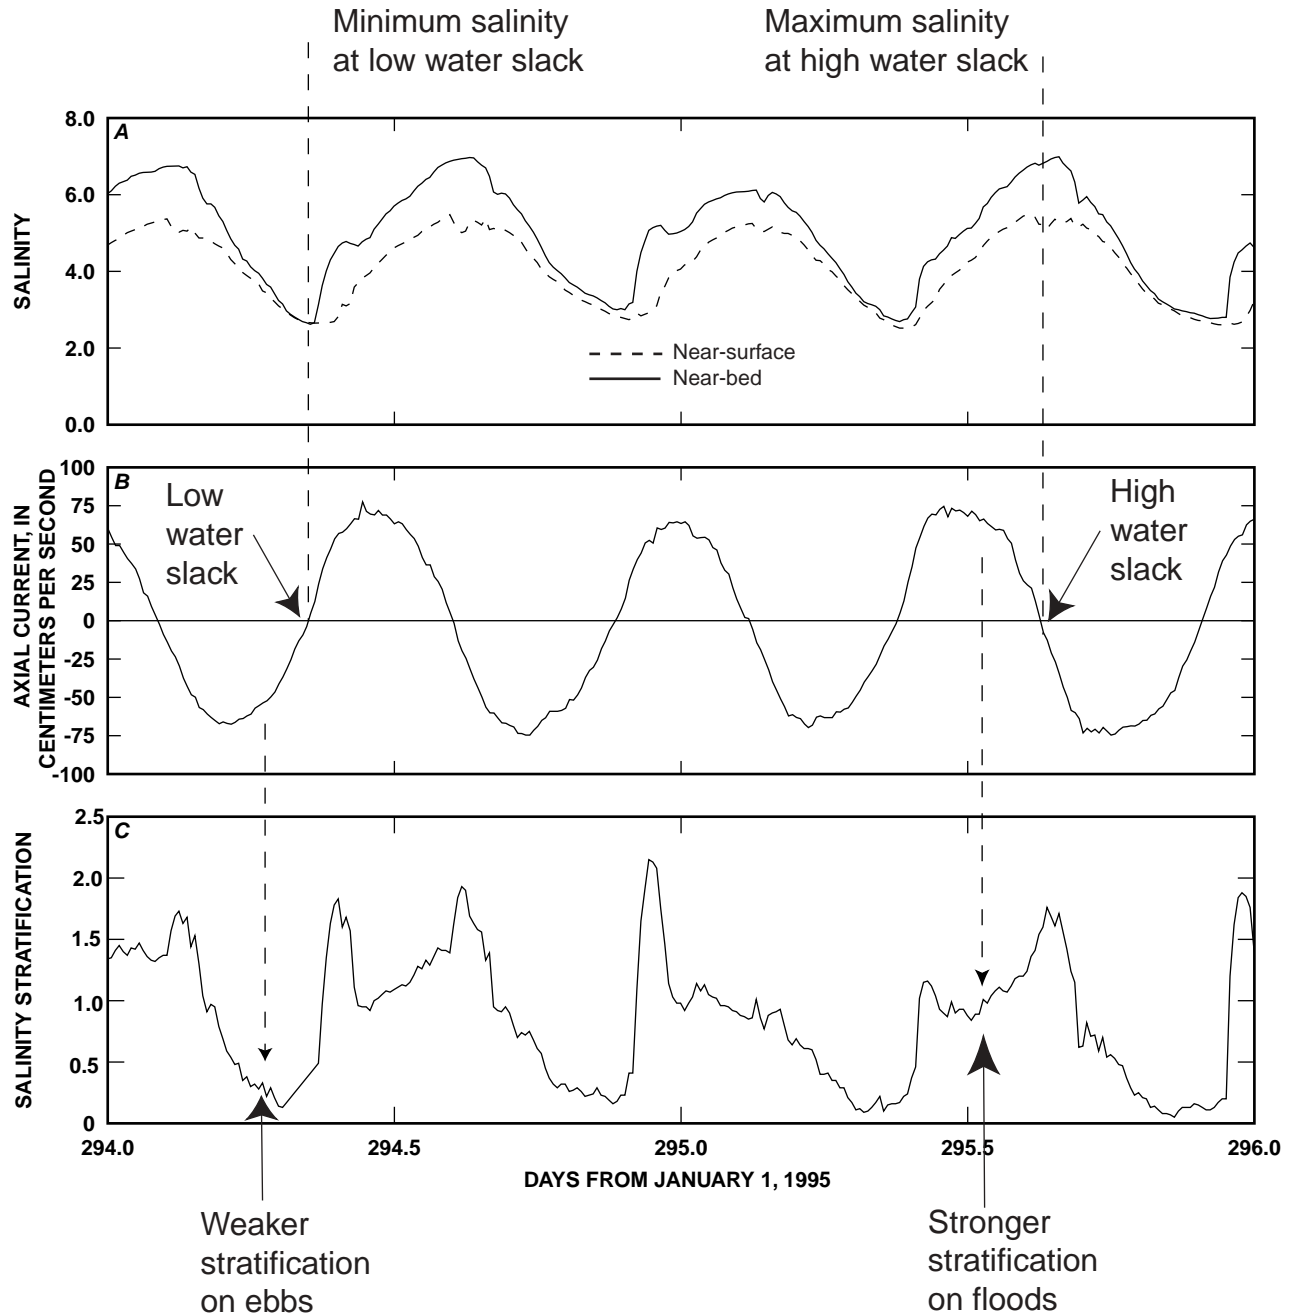 Minimum salinity
at low water slack
Maximum salinity
at high water slack
A
8.0
6.0
4.0
2.0
0.0
SALINITY
Near-surface
Near-bed
B
100
75
50
25
0
-25
-50
-75
-100
AXIAL CURRENT, IN
CENTIMETERS PER SECOND
Low
water
slack
High
water
slack
C
2.5
2.0
1.5
1.0
0.5
0
SALINITY STRATIFICATION
294.0
294.5
295.0
295.5
296.0
DAYS FROM JANUARY 1, 1995
Weaker
stratification
on ebbs
Stronger
stratification
on floods